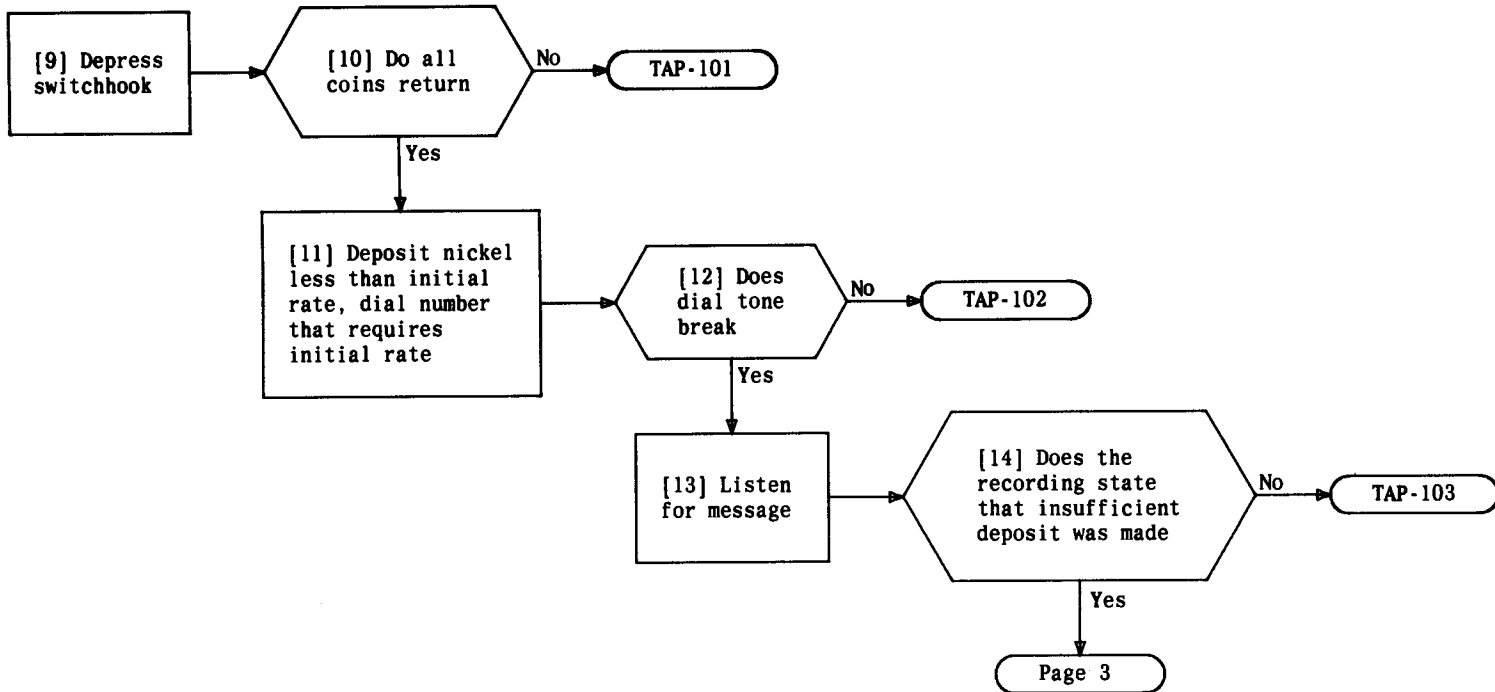 [9] Depress
switchhook
[10] Do all
coins return
No
TAP-101
Yes
[11] Deposit nickel
less than initial
rate, dial number
that requires
initial rate
[12] Does
dial tone
break
No
TAP-102
Yes
[13] Listen
for message
[14] Does the
recording state
that insufficient
deposit was made
No
TAP-103
Yes
Page 3